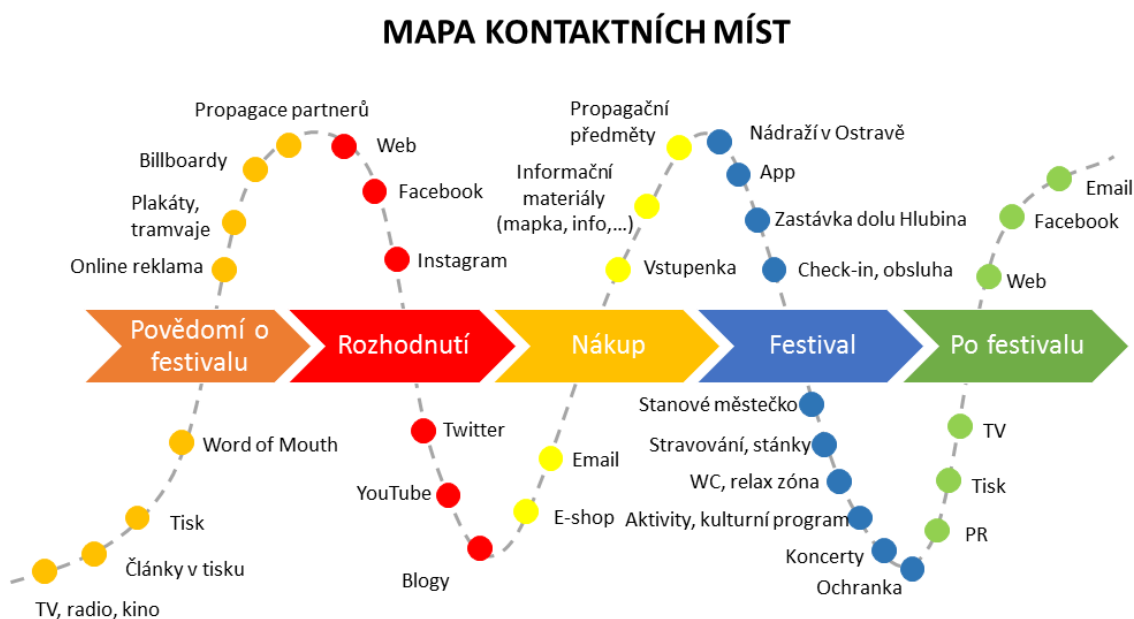 MAPA KONTAKTNÍCH MÍST
Propagace partnerů
Billboardy
Plakáty,
tramvaje
Online reklama
Web
Facebook
Instagram
Propagační
předměty
Informační
materiály
(mapka, info,...)
Vstupenka
Nádraží v Ostravě
App
Zastávka dolu Hlubina
Check-in, obsluha
Email
Facebook
Web
Povědomí o
festivalu
Rozhodnutí
Nákup
Festival
Po festivalu
Word of Mouth
Tisk
Články v tisku
TV, radio, kino
Twitter
YouTube
Blogy
Email
E-shop
Stanové městečko
Stravování, stánky
WC, relax zóna
Aktivity, kulturní program
Koncerty
Ochranka
TV
Tisk
PR